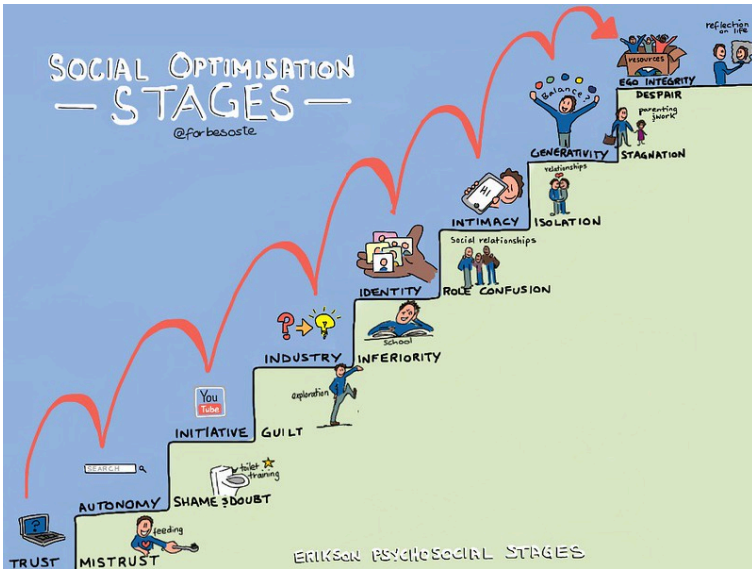 SOCIAL OPTIMISATION
— STAGES —
@forbesoste
reflection
on life
resources
EGO INTEGRITY
DESPAIR
Balance?
parenting
&work
GENERATIVITY
STAGNATION
relationships
HI
INTIMACY
ISOLATION
Social relationships
IDENTITY
ROLE CONFUSION
?
School
INDUSTRY
INFERIORITY
You
Tube
exploration
INITIATIVE
GUILT
SEARCH
toilet
training
AUTONOMY
SHAME &DOUBT
?
feeding
TRUST
MISTRUST
ERIKSON PSYCHOSOCIAL STAGES